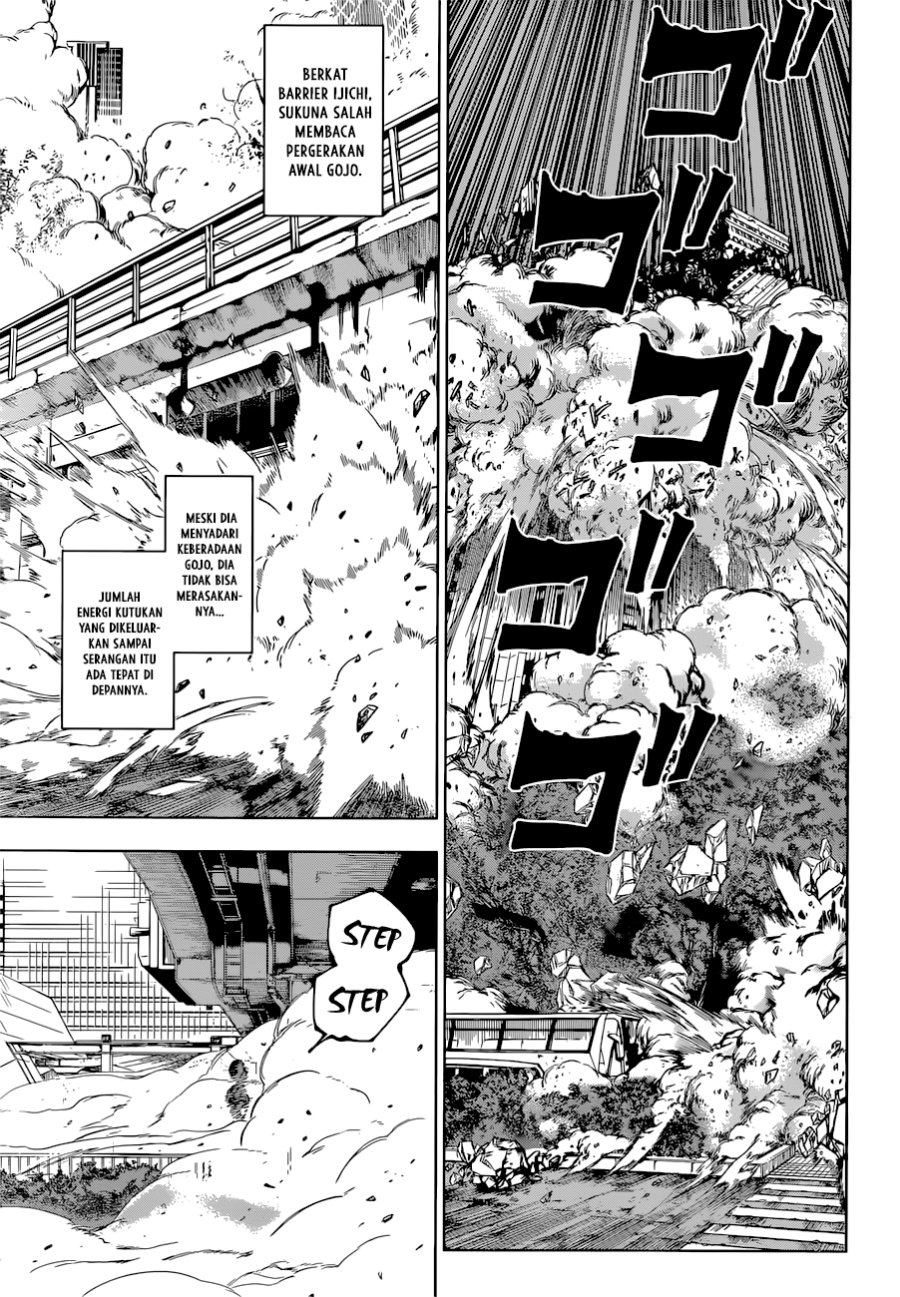 ゴ
ゴ
ゴ
ゴ
ゴ
BERKAT
BARRIER IJICHI,
SUKUNA SALAH
MEMBACA
PERGERAKAN
AWAL GOJO.
MESKI DIA
MENYADARI
KEBERADAAN
GOJO, DIA
TIDAK BISA
MERASAKAN-
NYA...
JUMLAH
ENERGI KUTUKAN
YANG DIKELUAR-
KAN SAMPAI
SERANGAN ITU
ADA TEPAT DI
DEPANNYA.
STEP
STEP